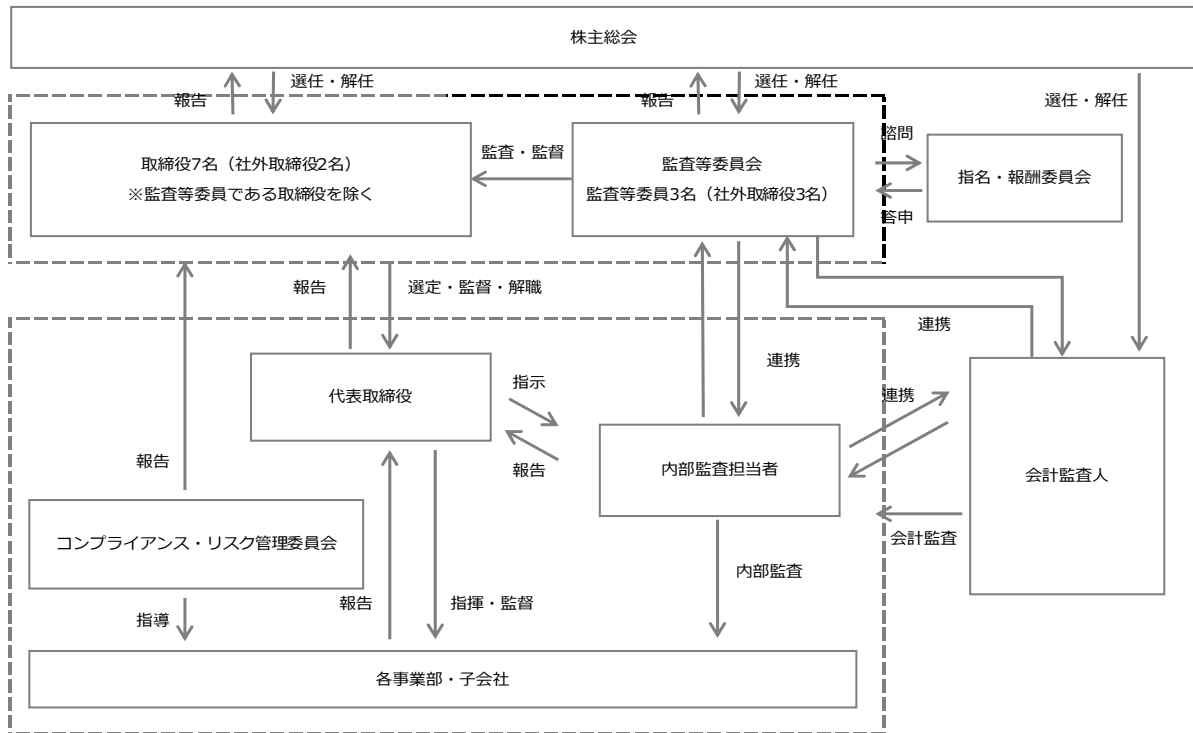 株主総会
選任・解任
報告
選任・解任
報告
選任・解任
取締役7名（社外取締役2名）
※監査等委員である取締役を除く
監査・監督
監査等委員会
監査等委員3名（社外取締役3名）
諮問
答申
指名・報酬委員会
報告
選定・監督・解職
連携
代表取締役
指示
報告
連携
連携
内部監査担当者
会計監査人
報告
コンプライアンス・リスク管理委員会
会計監査
内部監査
指導
報告
指揮・監督
各事業部・子会社